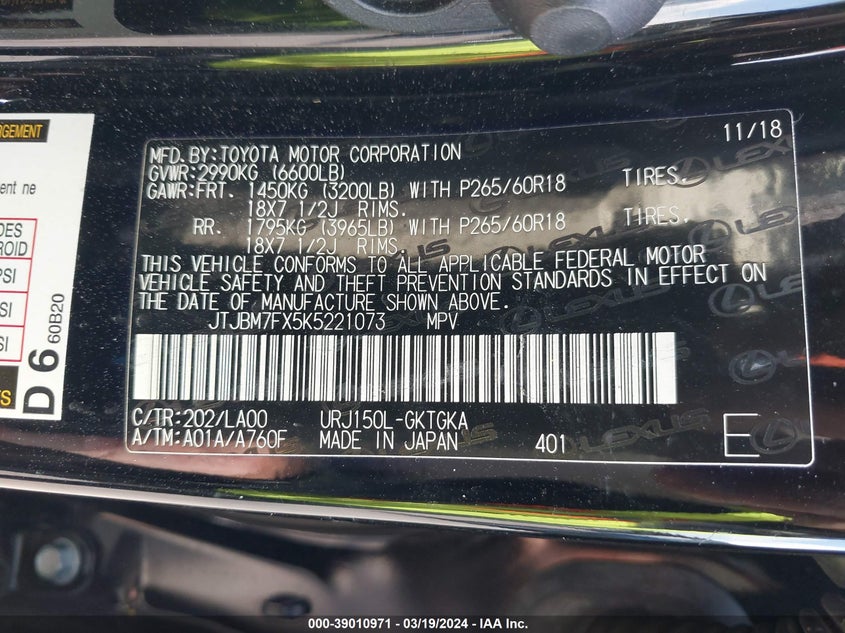 11/18
MFD.BY:TOYOTA MOTOR CORPORATION
GVWR:2990KG (6600LB)
GAWR:FRT. 1450KG (3200LB) WITH P265/60R18 TIRES.
18X7 1/2J RIMS.
RR. 1795KG (3965LB) WITH P265/60R18 TIRES.
18X7 1/2J RIMS.
THIS VEHICLE CONFORMS TO ALL APPLICABLE FEDERAL MOTOR
VEHICLE SAFETY AND THEFT PREVENTION STANDARDS IN EFFECT ON
THE DATE OF MANUFACTURE SHOWN ABOVE.
JTJBM7FX5K5221073 MPV
C/TR:202/LA00 URJ150L-GKTGKA
A/TM:A01A/A760F MADE IN JAPAN 401 E
LEXUS
D6
60B20
000-39010971 - 03/19/2024 - IAA Inc.